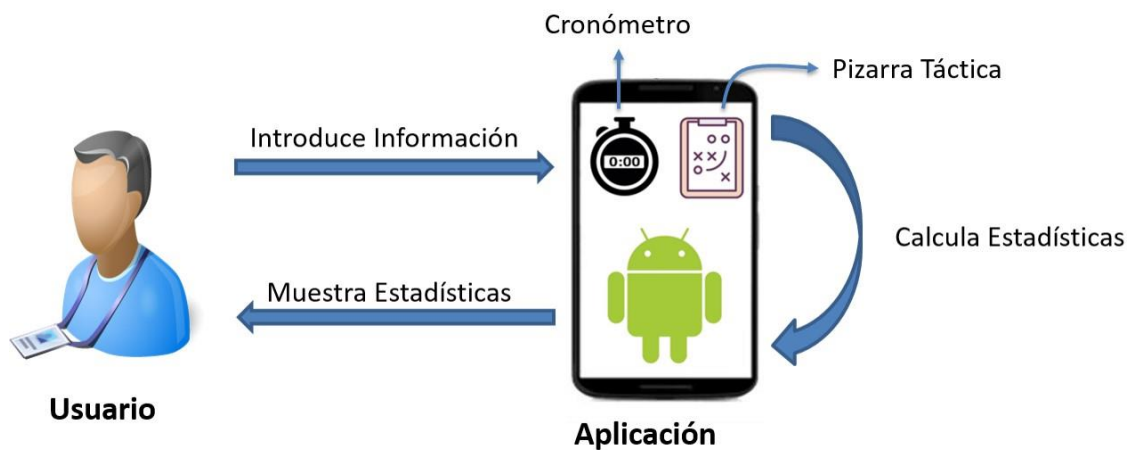 Cronómetro
Pizarra Táctica
Introduce Información
0:00
Calcula Estadísticas
Muestra Estadísticas
Usuario
Aplicación